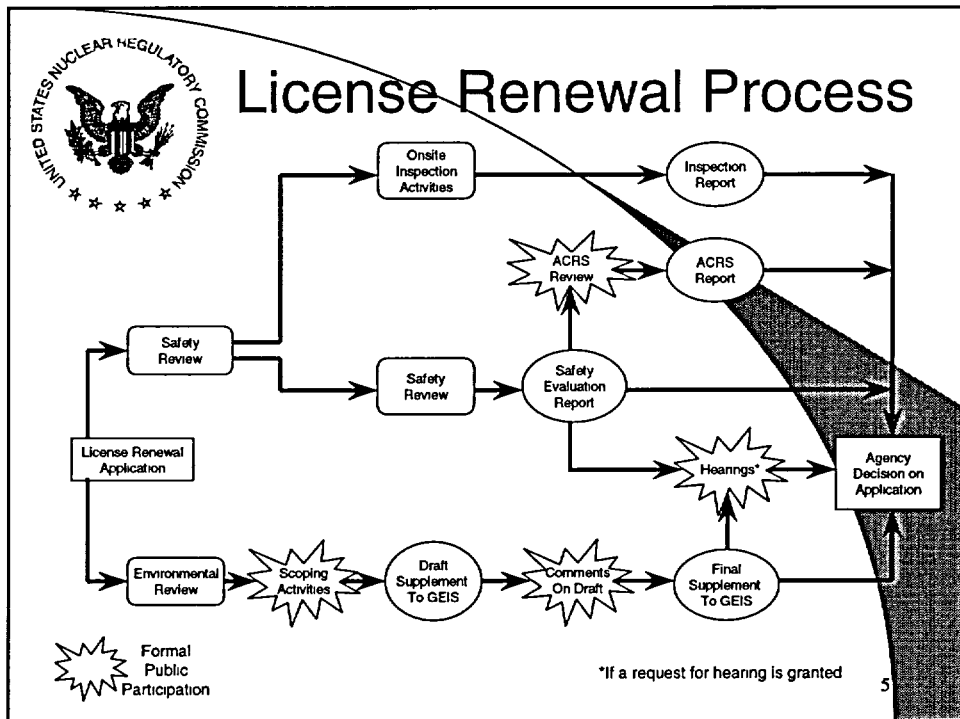 UNITED STATES NUCLEAR REGULATORY COMMISSION
License Renewal Process
Onsite
Inspection
Activities
Inspection
Report
ACRS
Review
ACRS
Report
Safety
Review
Safety
Review
Safety
Evaluation
Report
License Renewal
Application
Hearings*
Agency
Decision on
Application
Environmental
Review
Scoping
Activities
Draft
Supplement
To GEIS
Comments
On Draft
Final
Supplement
To GEIS
Formal
Public
Participation
*If a request for hearing is granted
5